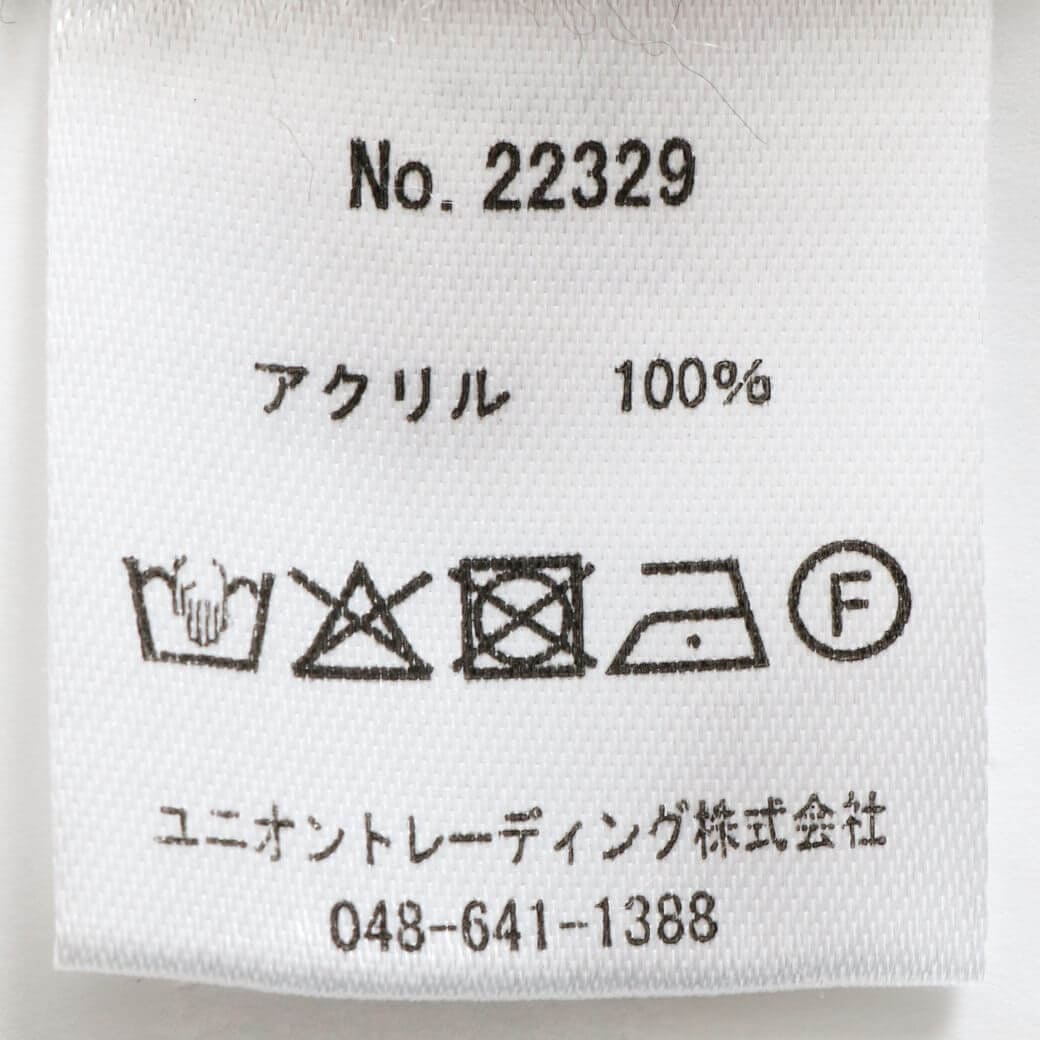 No. 22329
アクリル 100%
F
ユニオントレーディング株式会社
048-641-1388